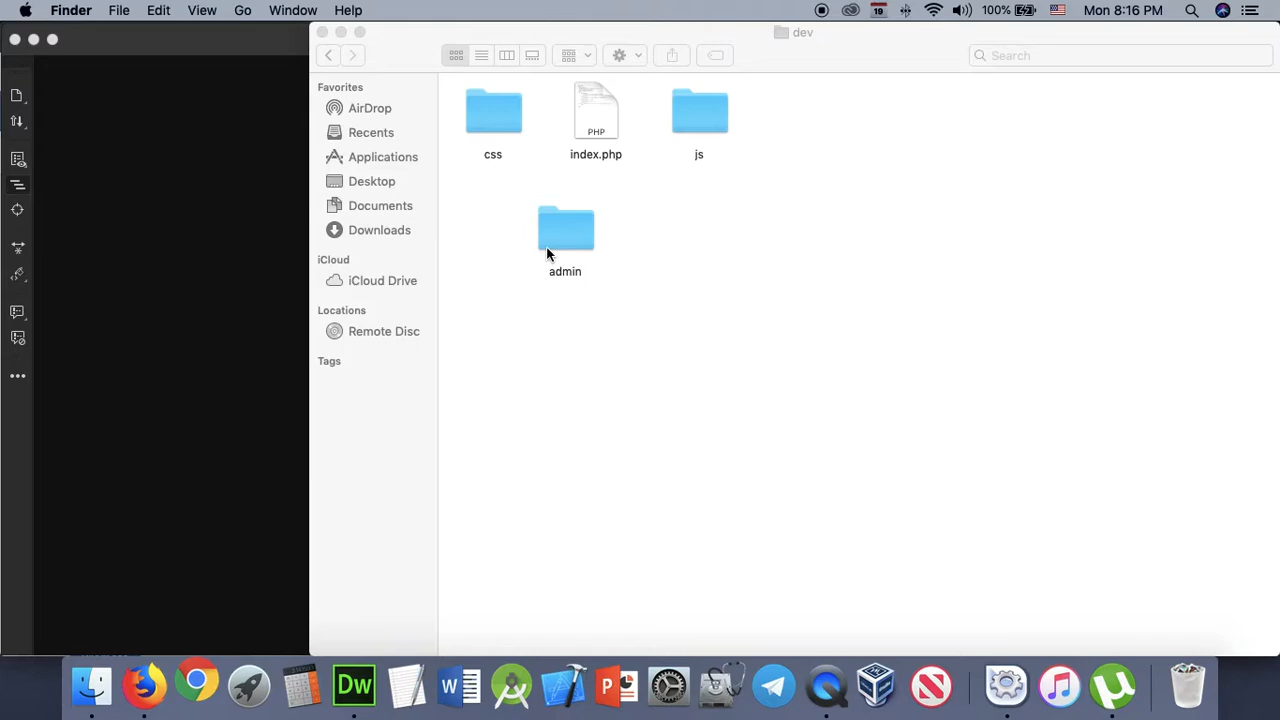 Finder File Edit View Go Window Help
19 100% Mon 8:16 PM
dev
Search
Favorites
AirDrop
Recents
Applications
Desktop
Documents
Downloads
iCloud
iCloud Drive
Locations
Remote Disc
Tags
PHP
css index.php js
admin
Dw W P